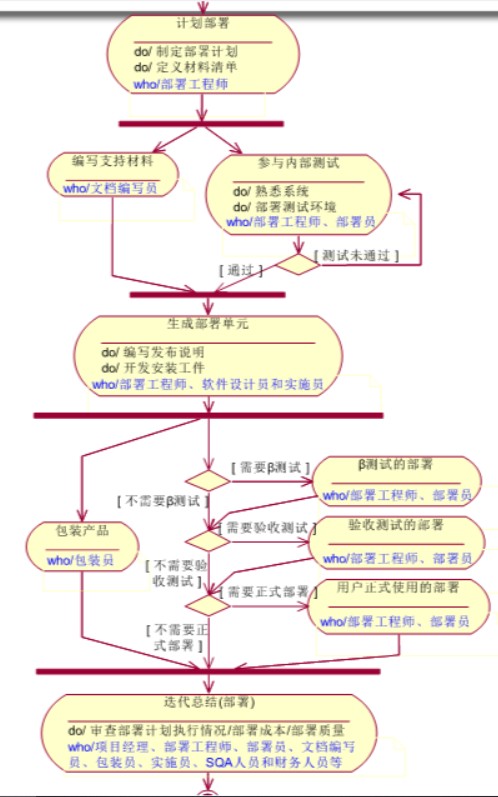 计划部署
do/ 制定部署计划
do/ 定义材料清单
who/部署工程师
编写支持材料
who/文档编写员
参与内部测试
do/ 熟悉系统
do/ 部署测试环境
who/部署工程师、部署员
[ 测试未通过 ]
[ 通过 ]
生成部署单元
do/ 编写发布说明
do/ 开发安装工件
who/部署工程师、软件设计员和实施员
[ 需要β测试 ]
β测试的部署
who/部署工程师、部署员
[ 不需要β测试 ]
包装产品
who/包装员
[ 需要验收测试 ]
验收测试的部署
who/部署工程师、部署员
[ 不需要验
收测试 ]
[ 需要正式部署 ]
用户正式使用的部署
who/部署工程师、部署员
[ 不需要正
式部署 ]
迭代总结(部署)
do/ 审查部署计划执行情况/部署成本/部署质量
who/项目经理、部署工程师、部署员、文档编写
员、包装员、实施员、SQA人员和财务人员等